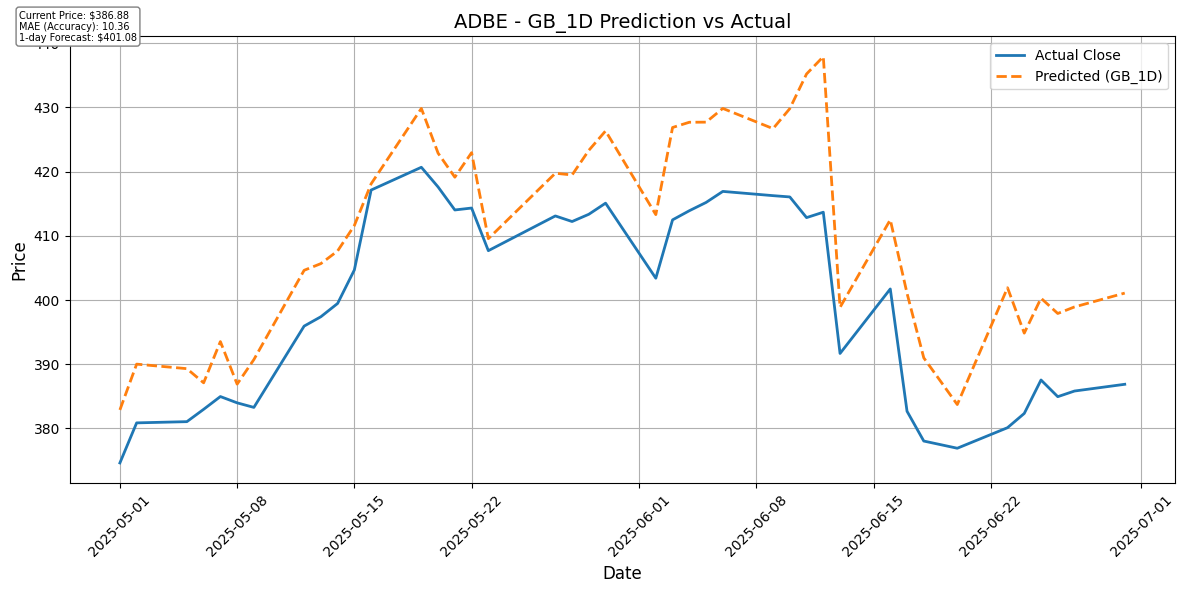 ADBE - GB_1D Prediction vs Actual
Current Price: $386.88
MAE (Accuracy): 10.36
1-day Forecast: $401.08
Actual Close
Predicted (GB_1D)
Price
440
430
420
410
400
390
380
2025-05-01
2025-05-08
2025-05-15
2025-05-22
2025-06-01
2025-06-08
2025-06-15
2025-06-22
2025-07-01
Date